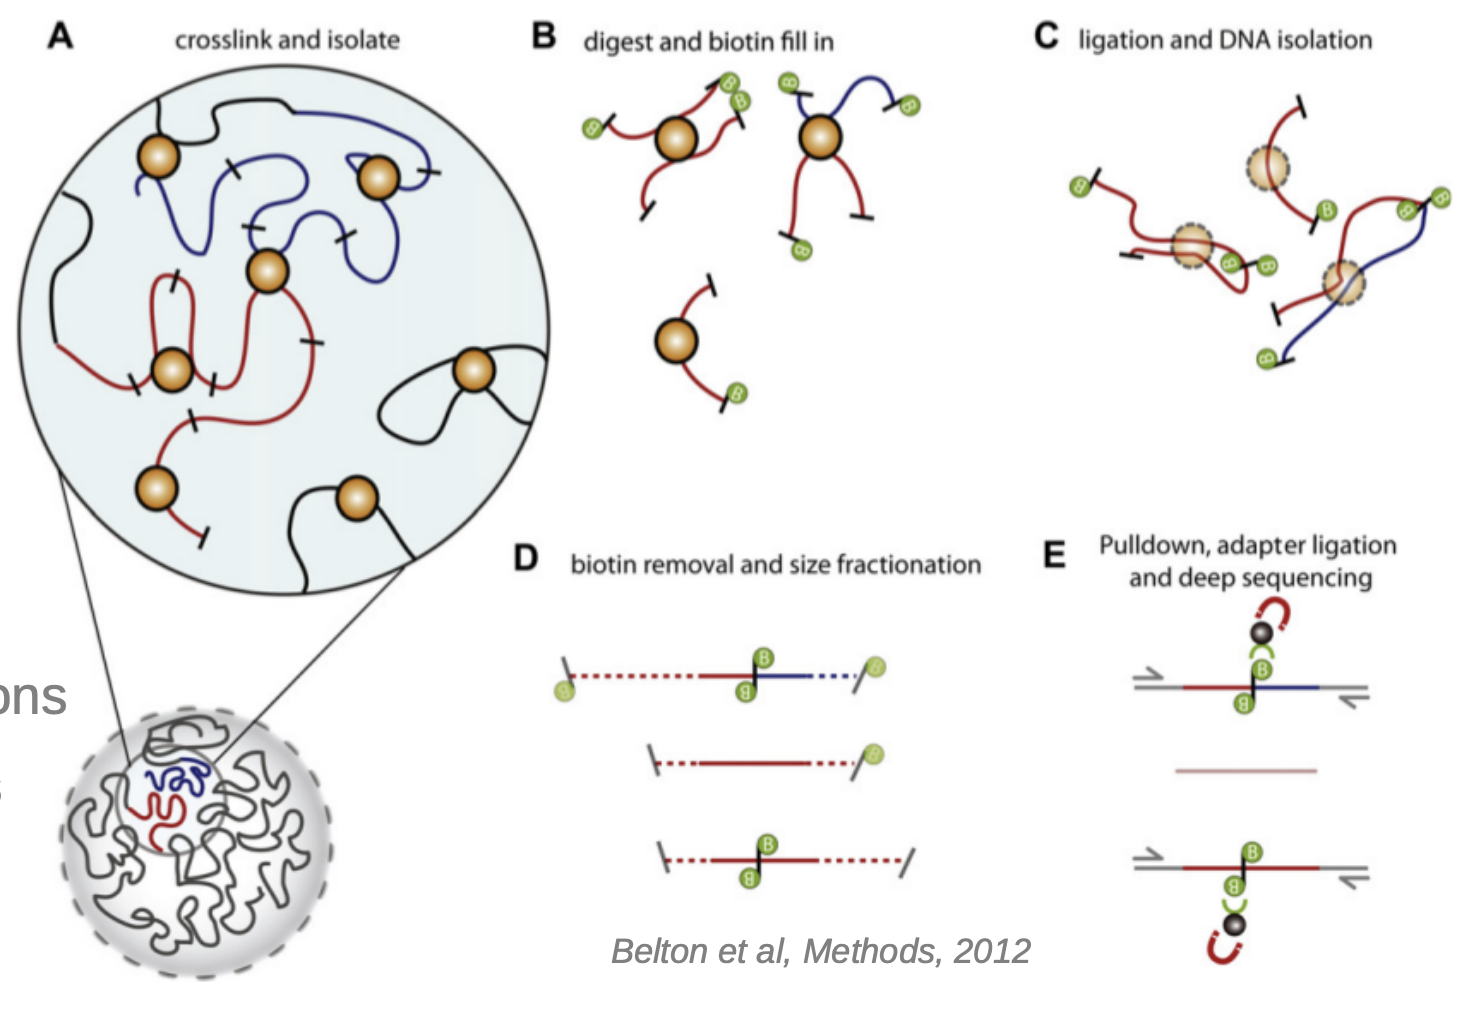 A crosslink and isolate
B digest and biotin fill in
C ligation and DNA isolation
B
B
B
B
B
B
B
B
B
B
B
B
B
B
D biotin removal and size fractionation
E Pulldown, adapter ligation
and deep sequencing
B
B
B
B
B
B
B
B
B
B
B
ons
s
Belton et al, Methods, 2012